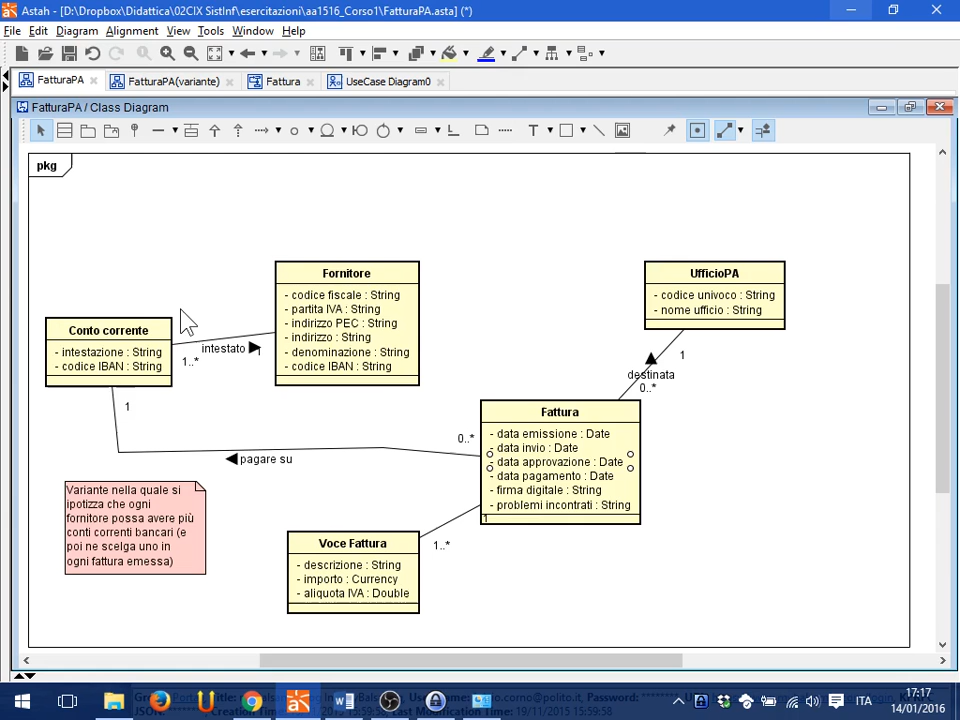 Astah - [D:\Dropbox\Didattica\02CIX SistInf\esercitazioni\aa1516_Corso1\FatturaPA.asta] (*)
File Edit Diagram Alignment View Tools Window Help
FatturaPA FatturaPA(variante) Fattura UseCase Diagram0
FatturaPA / Class Diagram
pkg
Fornitore
- codice fiscale : String
- partita IVA : String
- indirizzo PEC : String
- indirizzo : String
- denominazione : String
- codice IBAN : String
UfficioPA
- codice univoco : String
- nome ufficio : String
Conto corrente
- intestazione : String
- codice IBAN : String
intestato 1
1..*
1
destinata
0..*
1
Fattura
- data emissione : Date
- data invio : Date
- data approvazione : Date
- data pagamento : Date
- firma digitale : String
- problemi incontrati : String
0..*
pagare su
1
1..*
Variante nella quale si
ipotizza che ogni
fornitore possa avere più
conti correnti bancari (e
poi ne scelga uno in
ogni fattura emessa)
Voce Fattura
- descrizione : String
- importo : Currency
- aliquota IVA : Double
ITA
17:17
14/01/2016